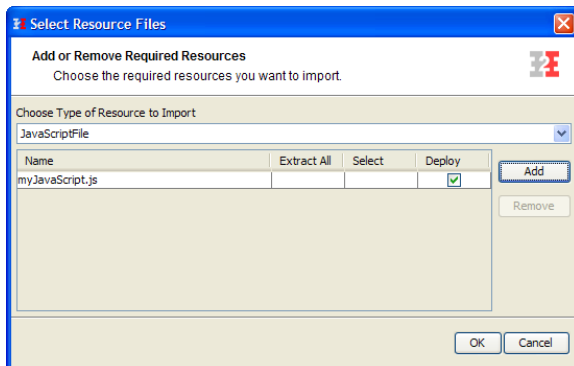 Select Resource Files
Add or Remove Required Resources
Choose the required resources you want to import.
E2E
Choose Type of Resource to Import
JavaScriptFile
Name Extract All Select Deploy
myJavaScript.js
Add
Remove
OK Cancel